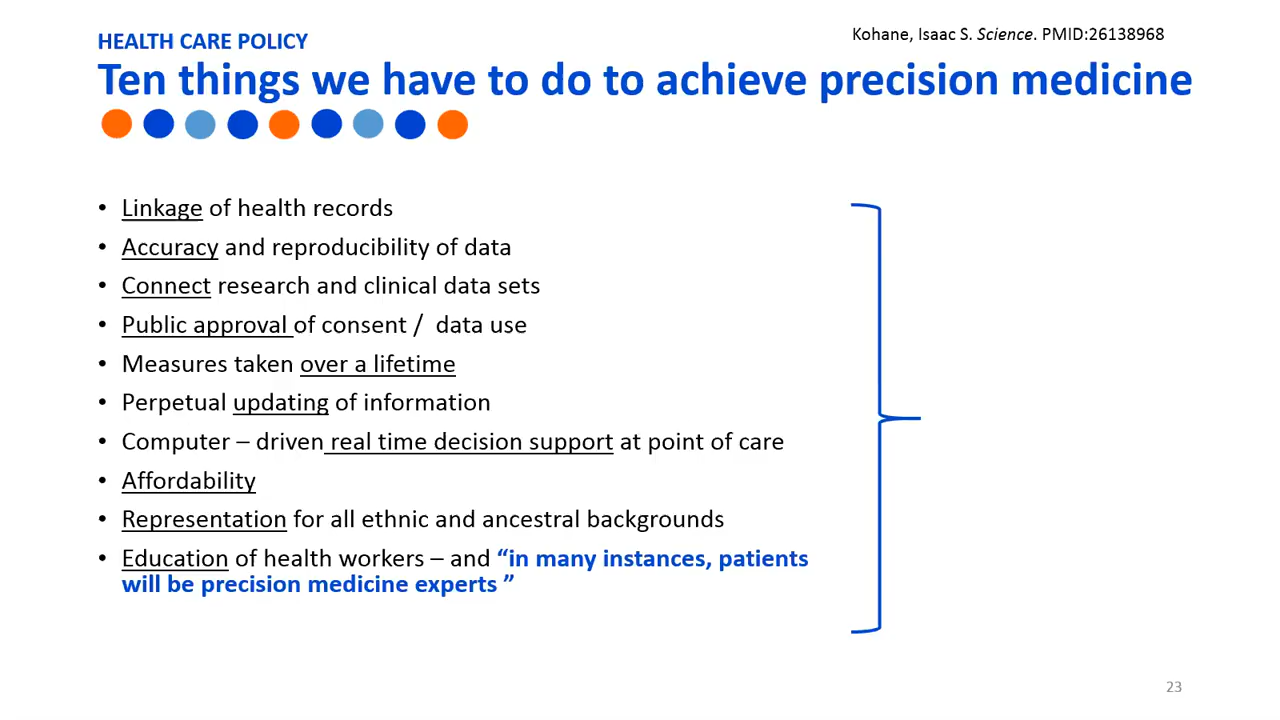 HEALTH CARE POLICY
Kohane, Isaac S. Science. PMID:26138968
Ten things we have to do to achieve precision medicine
• Linkage of health records
• Accuracy and reproducibility of data
• Connect research and clinical data sets
• Public approval of consent / data use
• Measures taken over a lifetime
• Perpetual updating of information
• Computer – driven real time decision support at point of care
• Affordability
• Representation for all ethnic and ancestral backgrounds
• Education of health workers – and “in many instances, patients
will be precision medicine experts ”
23